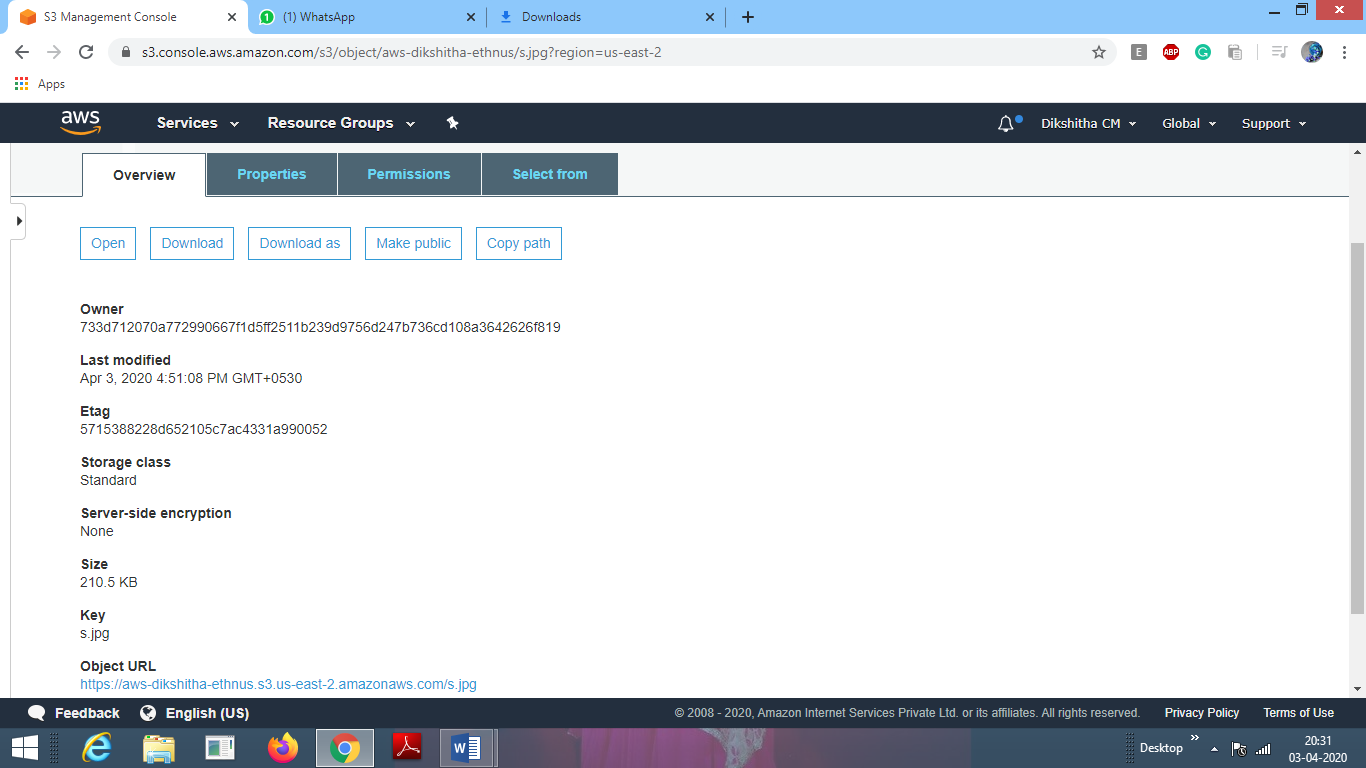 S3 Management Console
(1) WhatsApp
Downloads
s3.console.aws.amazon.com/s3/object/aws-dikshitha-ethnus/s.jpg?region=us-east-2
E ABP G
Apps
aws Services Resource Groups Dikshitha CM Global Support
Overview Properties Permissions Select from
Open Download Download as Make public Copy path
Owner
733d712070a772990667f1d5ff2511b239d9756d247b736cd108a3642626f819
Last modified
Apr 3, 2020 4:51:08 PM GMT+0530
Etag
5715388228d652105c7ac4331a990052
Storage class
Standard
Server-side encryption
None
Size
210.5 KB
Key
s.jpg
Object URL
https://aws-dikshitha-ethnus.s3.us-east-2.amazonaws.com/s.jpg
Feedback English (US) © 2008 - 2020, Amazon Internet Services Private Ltd. or its affiliates. All rights reserved. Privacy Policy Terms of Use
Desktop
20:31
03-04-2020